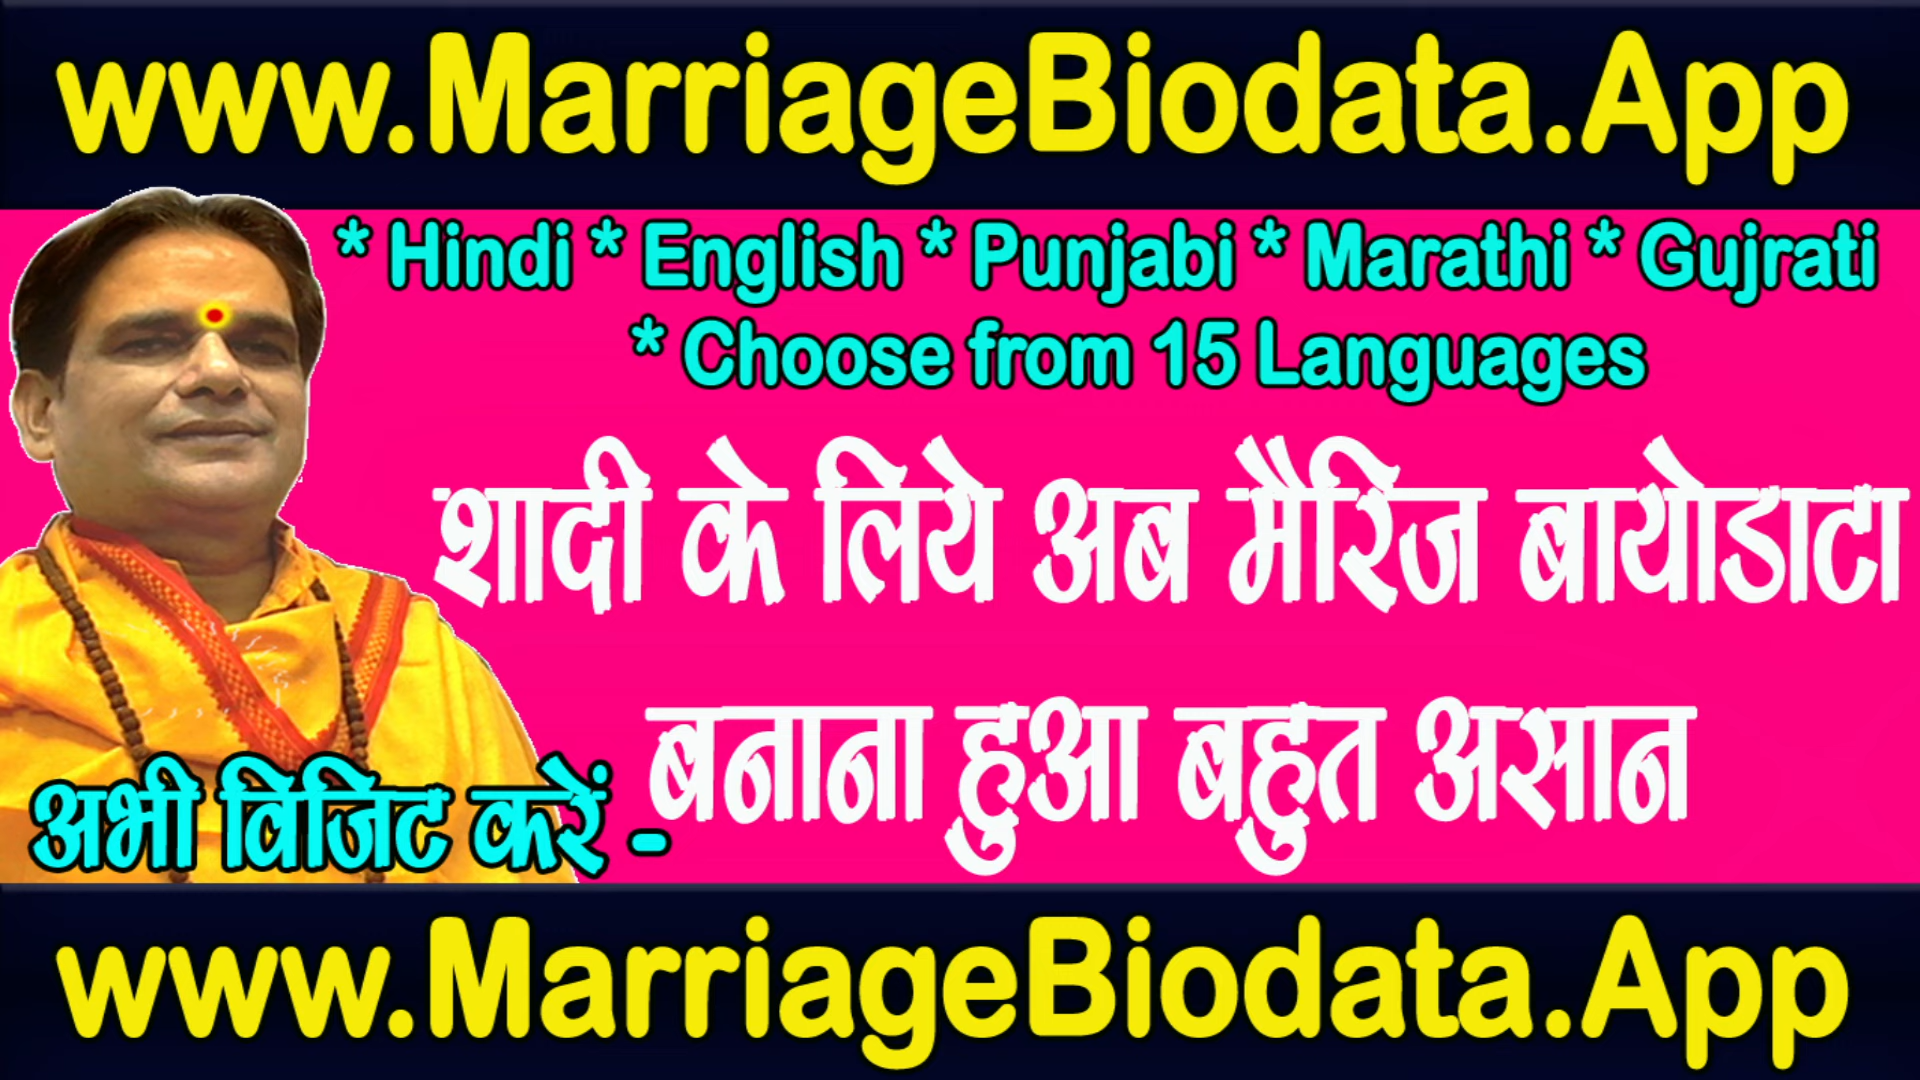 www.MarriageBiodata.App
* Hindi * English * Punjabi * Marathi * Gujrati
* Choose from 15 Languages
शादी के लिये अब मैरिज बायोडाटा
बनाना हुआ बहुत असान
अभी विजिट करें -
www.MarriageBiodata.App